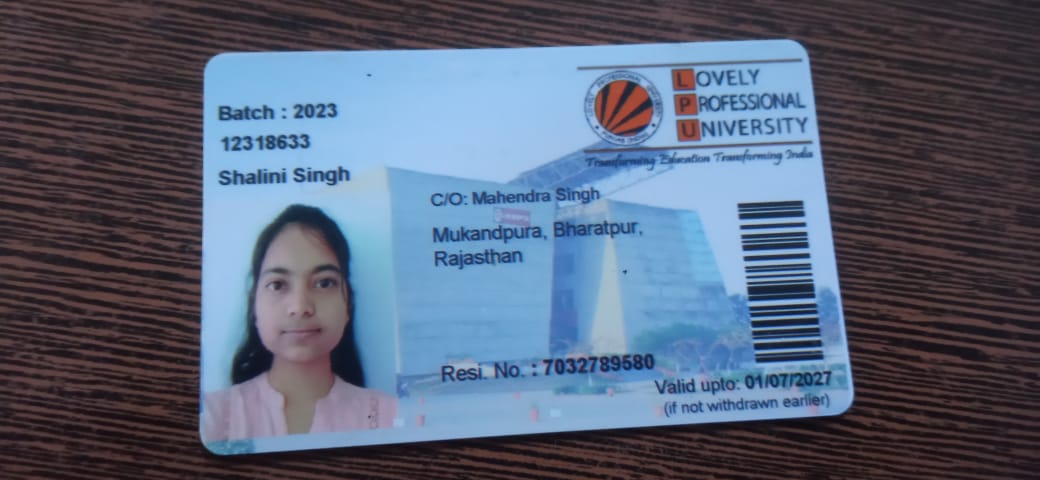 Batch : 2023
12318633
Shalini Singh
LOVELY
PROFESSIONAL
UNIVERSITY
Transforming Education Transforming India
C/O: Mahendra Singh
Mukandpura, Bharatpur,
Rajasthan
Resi. No. : 7032789580
Valid upto: 01/07/2027
(if not withdrawn earlier)